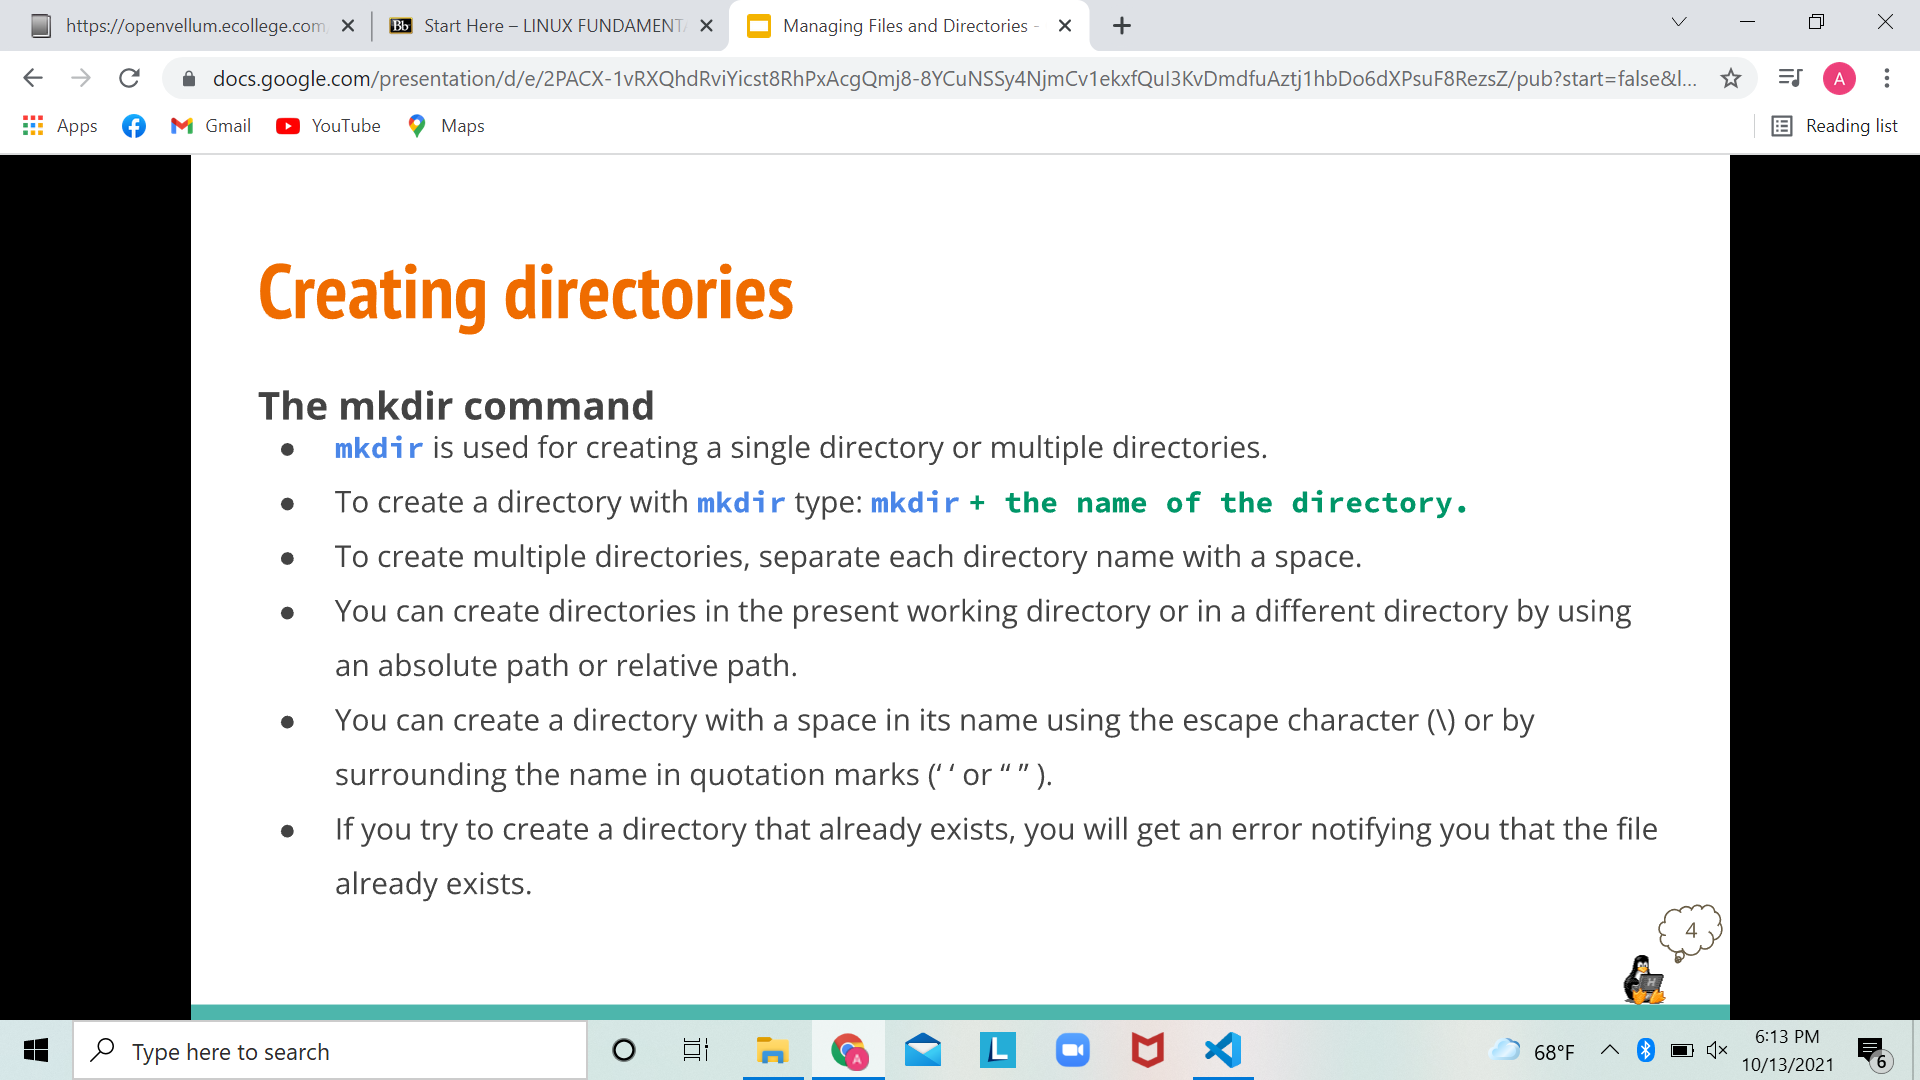 https://openvellum.ecollege.com
Start Here – LINUX FUNDAMENT
Managing Files and Directories -
docs.google.com/presentation/d/e/2PACX-1vRXQhdRviYicst8RhPxAcgQmj8-8YCuNSSy4NjmCv1ekxfQuI3KvDmdfuAztj1hbDo6dXPsuF8RezsZ/pub?start=false&l...
A
Apps
Gmail
YouTube
Maps
Reading list
Creating directories
The mkdir command
● mkdir is used for creating a single directory or multiple directories.
● To create a directory with mkdir type: mkdir + the name of the directory.
● To create multiple directories, separate each directory name with a space.
● You can create directories in the present working directory or in a different directory by using
an absolute path or relative path.
● You can create a directory with a space in its name using the escape character (\) or by
surrounding the name in quotation marks (‘ ‘ or “ ” ).
● If you try to create a directory that already exists, you will get an error notifying you that the file
already exists.
4
Type here to search
68°F
6:13 PM
10/13/2021
6